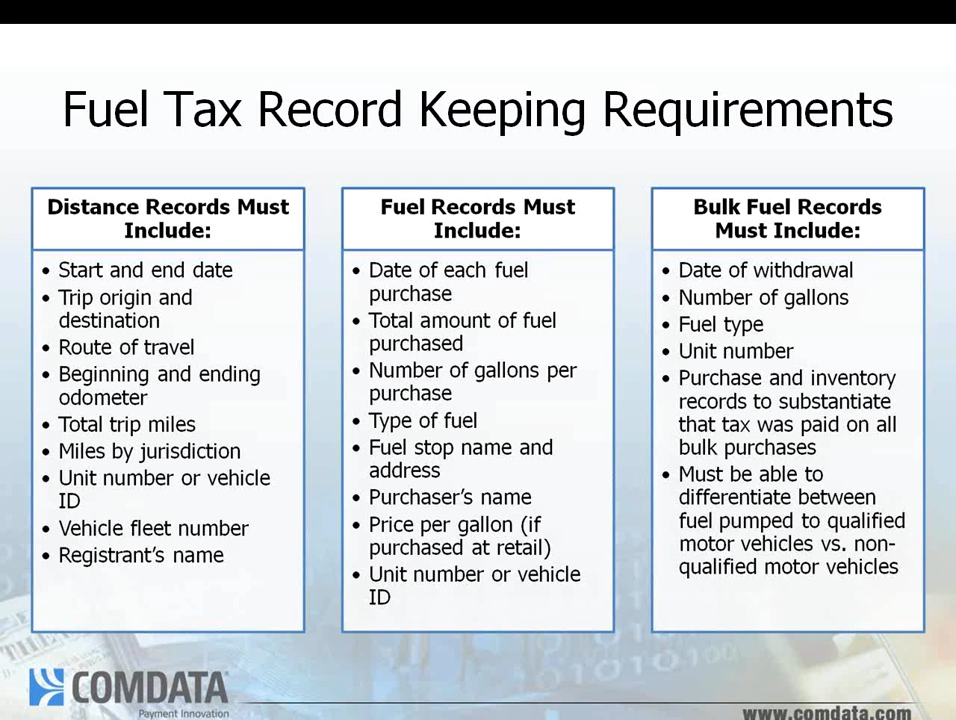 Fuel Tax Record Keeping Requirements
Distance Records Must
Include:
• Start and end date
• Trip origin and
destination
• Route of travel
• Beginning and ending
odometer
• Total trip miles
• Miles by jurisdiction
• Unit number or vehicle
ID
• Vehicle fleet number
• Registrant’s name
Fuel Records Must
Include:
• Date of each fuel
purchase
• Total amount of fuel
purchased
• Number of gallons per
purchase
• Type of fuel
• Fuel stop name and
address
• Purchaser’s name
• Price per gallon (if
purchased at retail)
• Unit number or vehicle
ID
Bulk Fuel Records
Must Include:
• Date of withdrawal
• Number of gallons
• Fuel type
• Unit number
• Purchase and inventory
records to substantiate
that tax was paid on all
bulk purchases
• Must be able to
differentiate between
fuel pumped to qualified
motor vehicles vs. non-
qualified motor vehicles
COMDATA
Payment Innovation
www.comdata.com